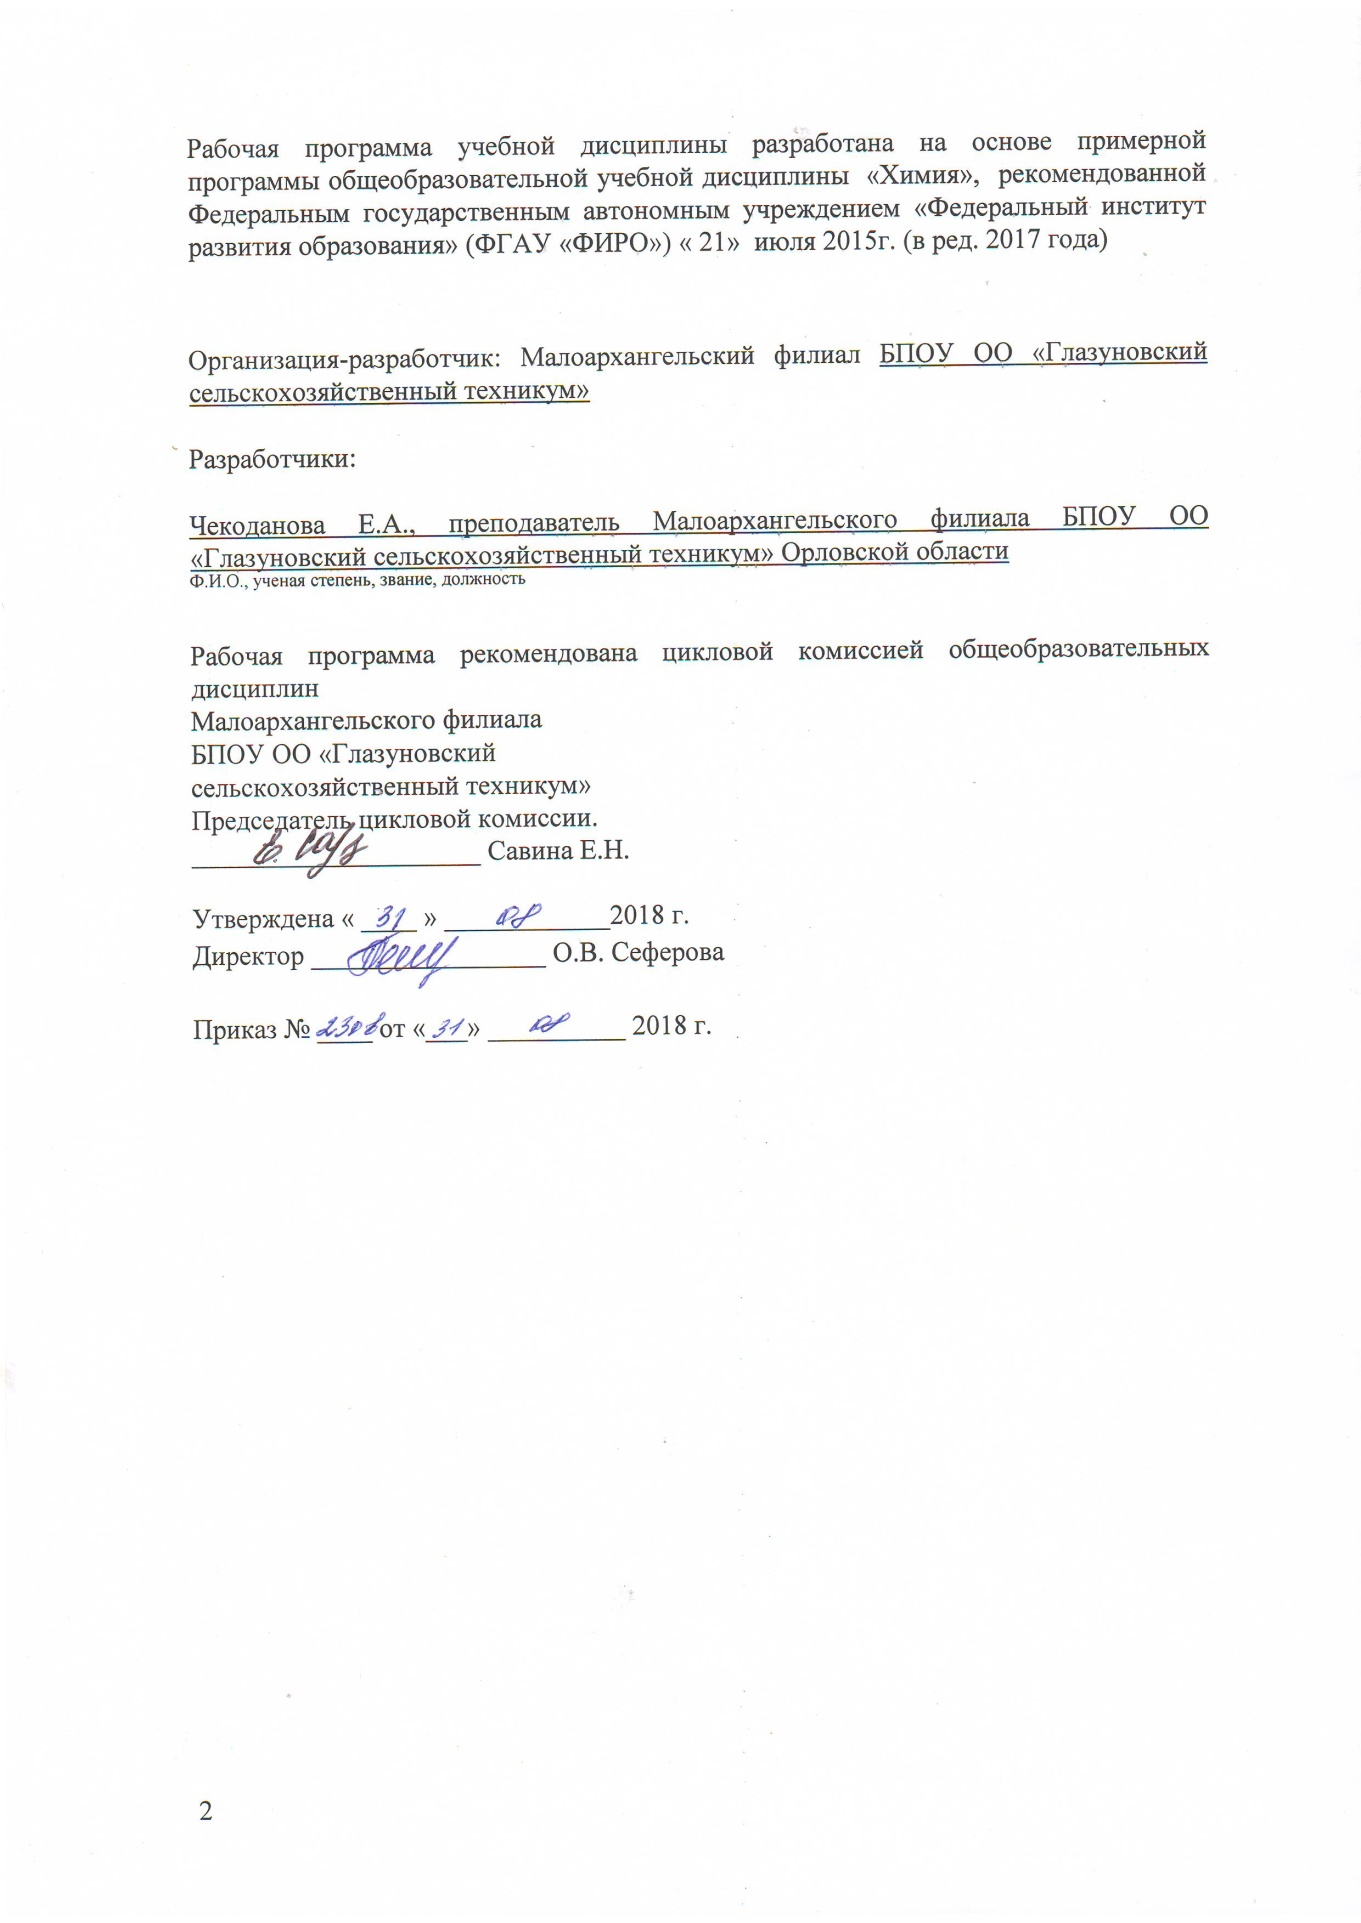 Рабочая программа учебной дисциплины разработана на основе примерной
программы общеобразовательной учебной дисциплины «Химия», рекомендованной
Федеральным государственным автономным учреждением «Федеральный институт
развития образования» (ФГАУ «ФИРО») « 21» июля 2015г. (в ред. 2017 года)
Организация-разработчик: Малоархангельский филиал БПОУ ОО «Глазуновский
сельскохозяйственный техникум»
Разработчики:
Чекоданова Е.А., преподаватель Малоархангельского филиала БПОУ ОО
«Глазуновский сельскохозяйственный техникум» Орловской области
Ф.И.О., ученая степень, звание, должность
Рабочая программа рекомендована цикловой комиссией общеобразовательных
дисциплин
Малоархангельского филиала
БПОУ ОО «Глазуновский
сельскохозяйственный техникум»
Председатель цикловой комиссии.
Савина Е.Н.
Утверждена « 31 » 08 2018 г.
Директор О.В. Сеферова
Приказ № от « 31 » 08 2018 г.
2